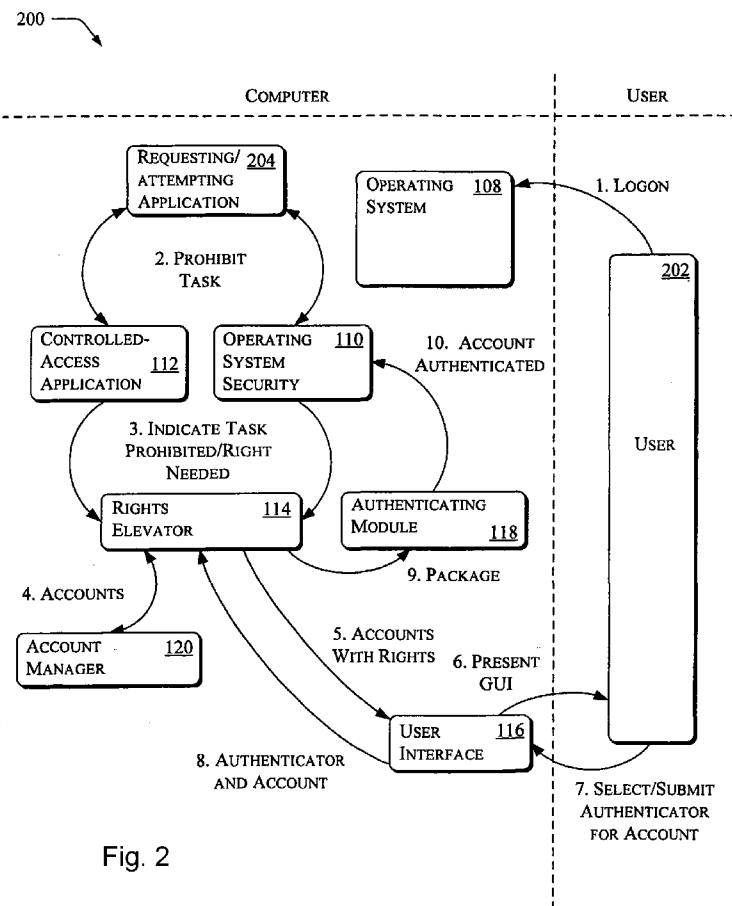 200
COMPUTER
USER
REQUESTING/ 204
ATTEMPTING
APPLICATION
OPERATING 108
SYSTEM
1. LOGON
202
2. PROHIBIT
TASK
CONTROLLED-
ACCESS 112
APPLICATION
OPERATING 110
SYSTEM
SECURITY
10. ACCOUNT
AUTHENTICATED
USER
3. INDICATE TASK
PROHIBITED/RIGHT
NEEDED
RIGHTS 114
ELEVATOR
AUTHENTICATING
MODULE 118
9. PACKAGE
4. ACCOUNTS
ACCOUNT 120
MANAGER
5. ACCOUNTS
WITH RIGHTS
6. PRESENT
GUI
USER 116
INTERFACE
8. AUTHENTICATOR
AND ACCOUNT
7. SELECT/SUBMIT
AUTHENTICATOR
FOR ACCOUNT
Fig. 2